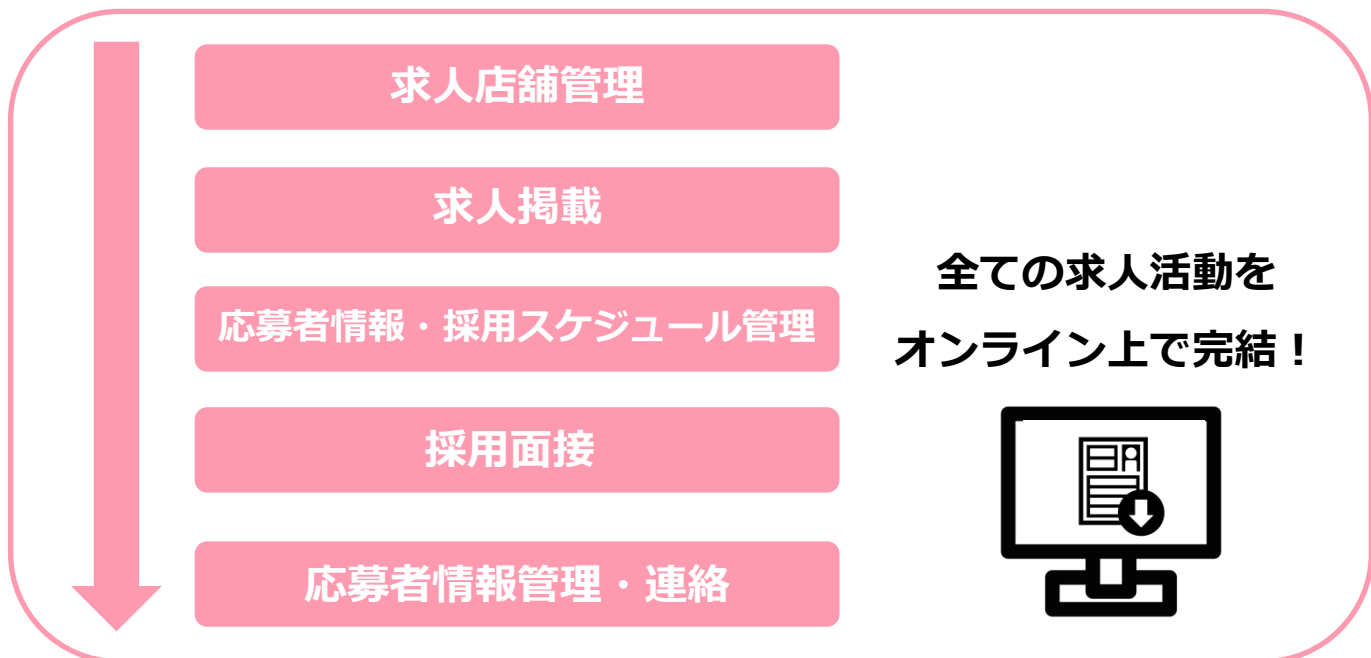 求人店舗管理
求人掲載
応募者情報・採用スケジュール管理
採用面接
応募者情報管理・連絡
全ての求人活動を
オンライン上で完結！